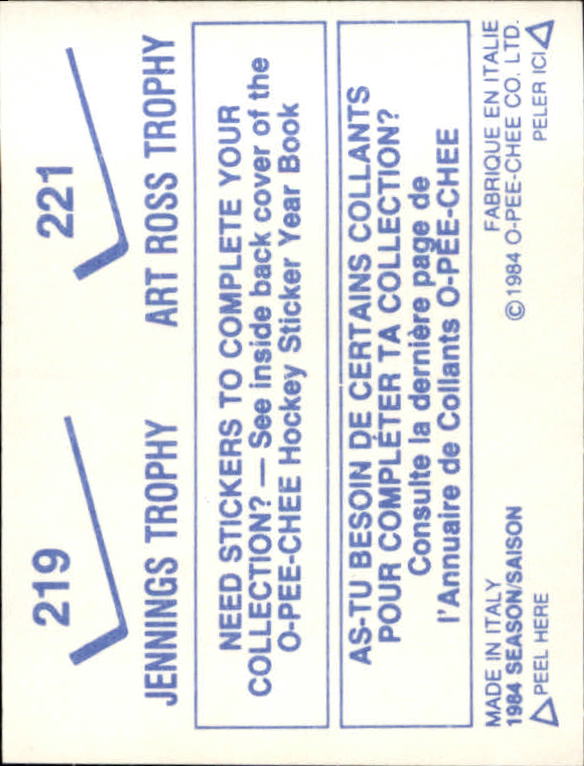 219
221
JENNINGS TROPHY
ART ROSS TROPHY
NEED STICKERS TO COMPLETE YOUR
COLLECTION? — See inside back cover of the
O-PEE-CHEE Hockey Sticker Year Book
AS-TU BESOIN DE CERTAINS COLLANTS
POUR COMPLÉTER TA COLLECTION?
Consulte la dernière page de
l'Annuaire de Collants O-PEE-CHEE
MADE IN ITALY
FABRIQUE EN ITALIE
1984 SEASON/SAISON
©1984 O-PEE-CHEE CO. LTD.
PEEL HERE
PELER ICI